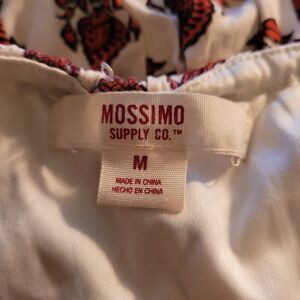 MOSSIMO
SUPPLY CO.™
M
MADE IN CHINA
HECHO EN CHINA